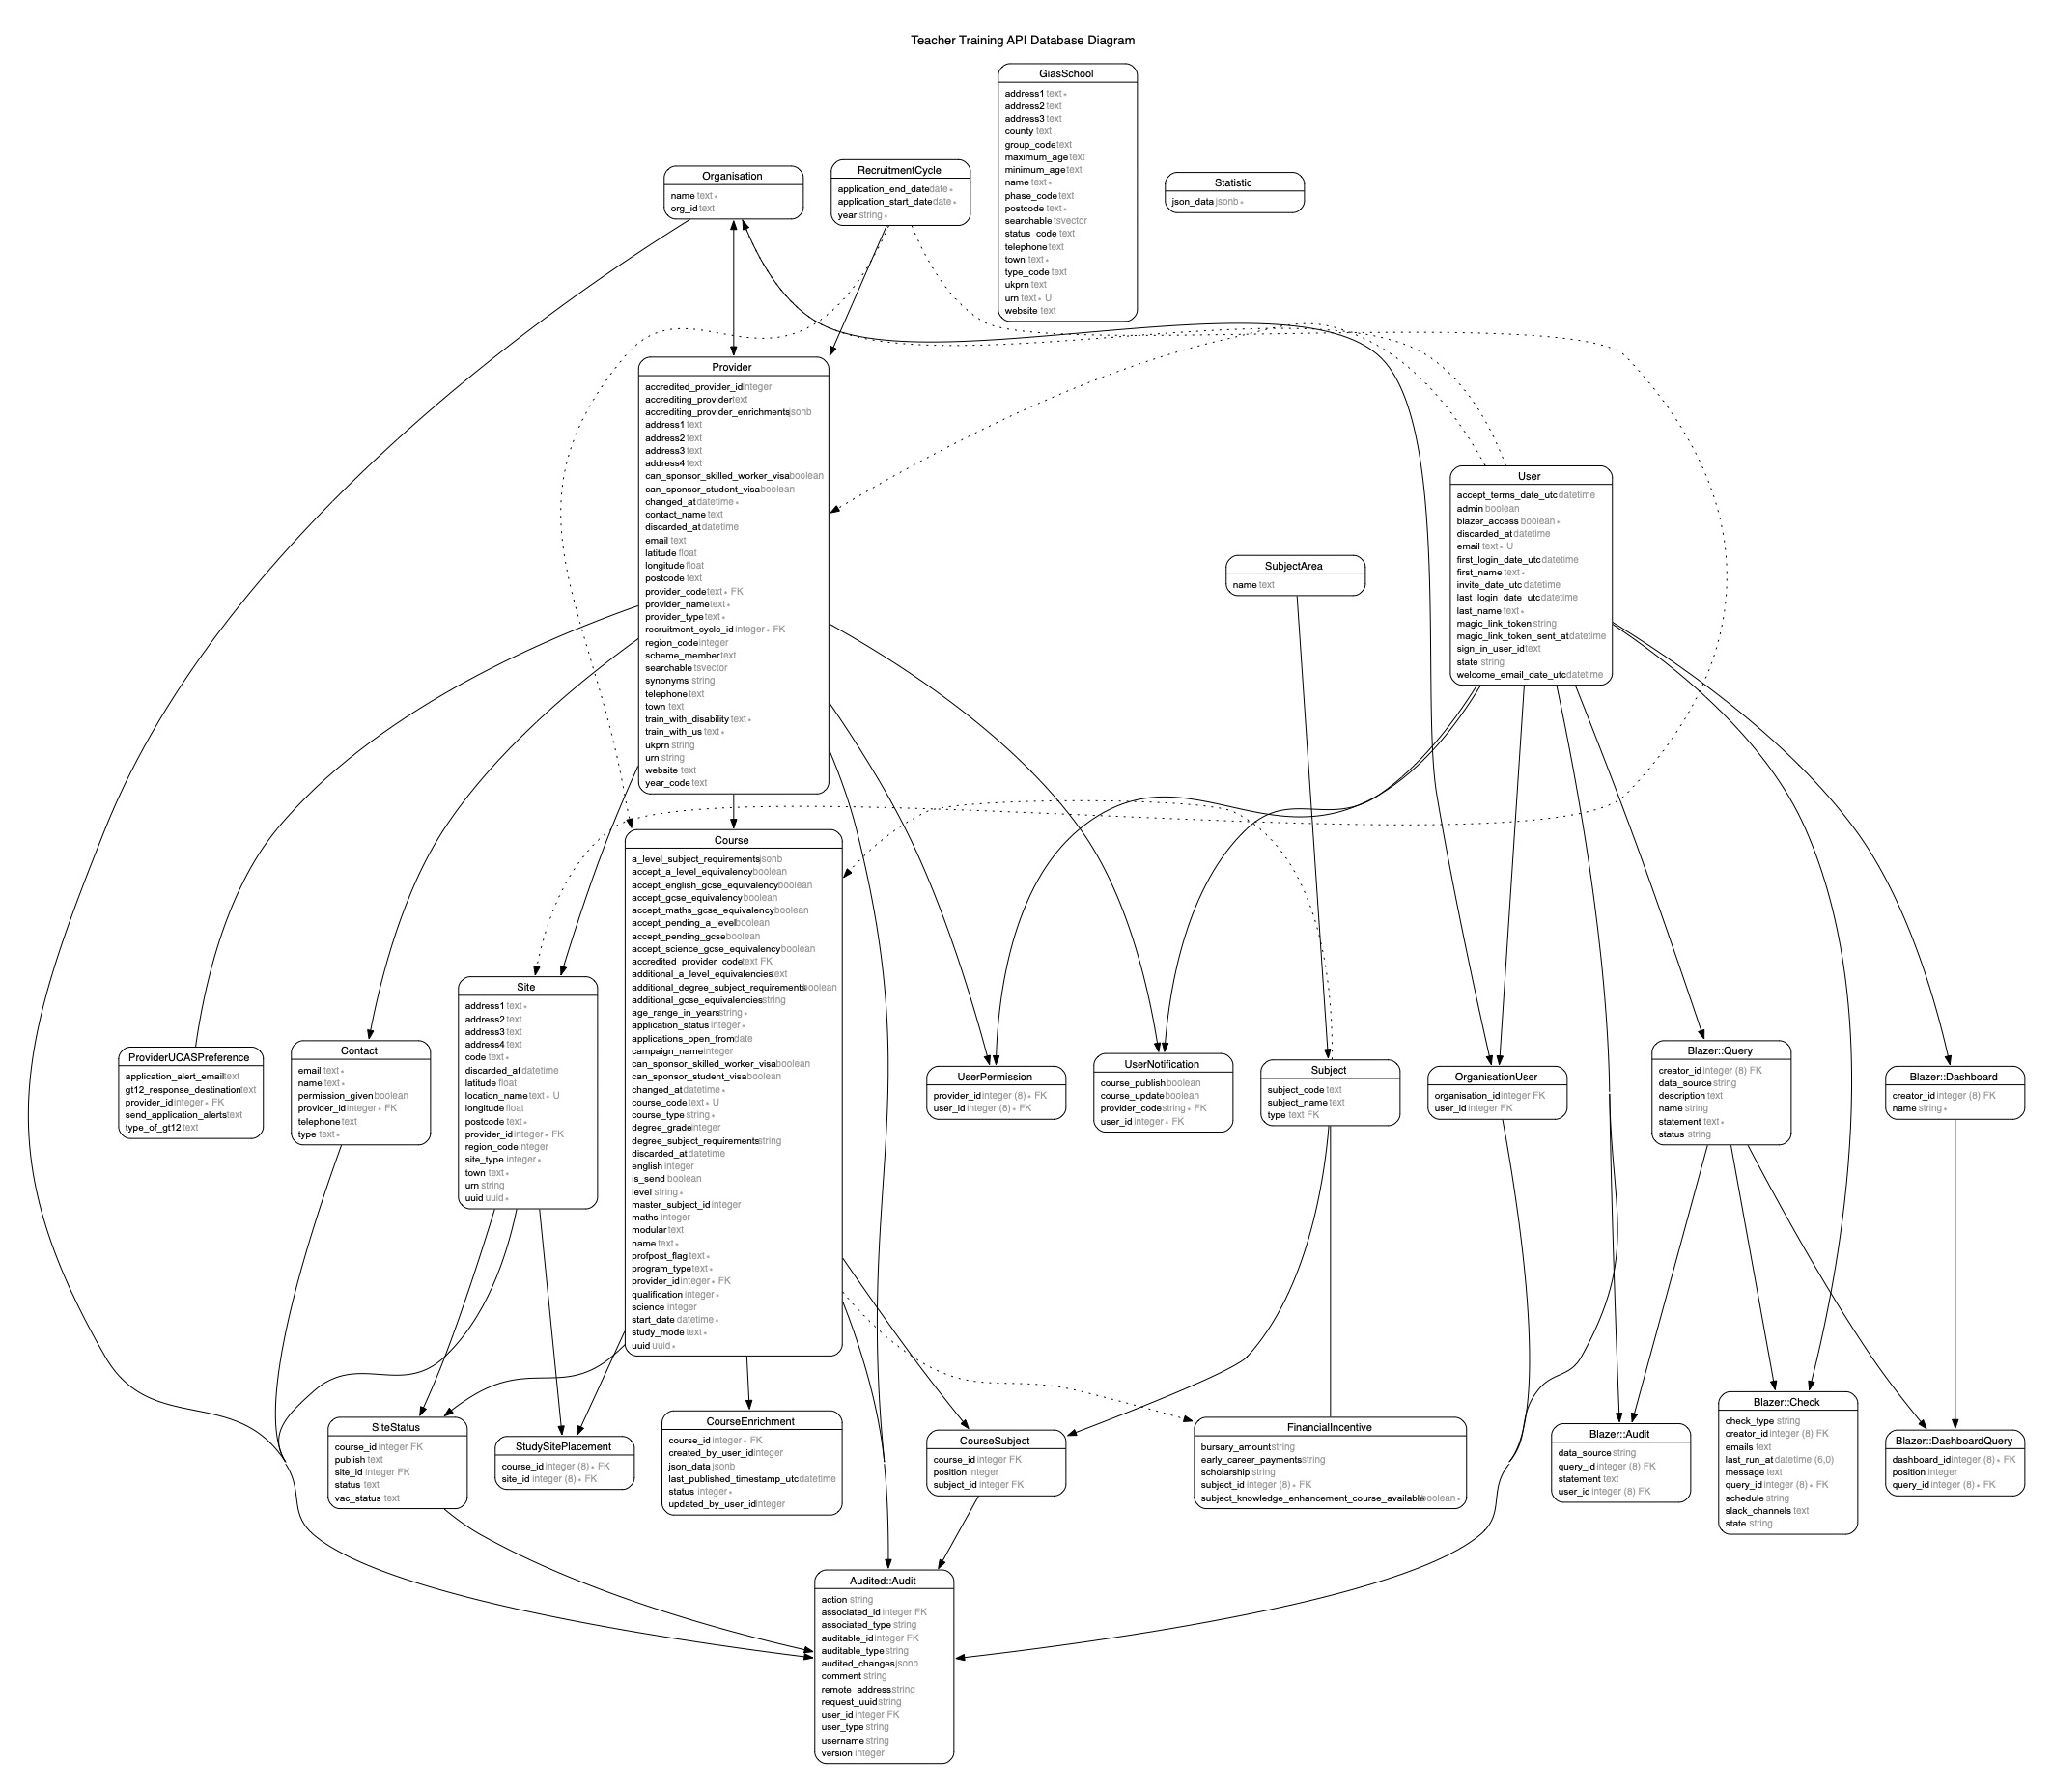 Teacher Training API Database Diagram
GiasSchool
address1 text ∗
address2 text
address3 text
county text
group_code text
maximum_age text
minimum_age text
name text ∗
phase_code text
postcode text ∗
searchable tsvector
status_code text
telephone text
town text ∗
type_code text
ukprn text
urn text ∗ U
website text
Organisation
name text ∗
org_id text
RecruitmentCycle
application_end_date date ∗
application_start_date date ∗
year string ∗
Statistic
json_data jsonb ∗
Provider
accredited_provider_id integer
accrediting_provider text
accrediting_provider_enrichments jsonb
address1 text
address2 text
address3 text
address4 text
can_sponsor_skilled_worker_visa boolean
can_sponsor_student_visa boolean
changed_at datetime ∗
contact_name text
discarded_at datetime
email text
latitude float
longitude float
postcode text
provider_code text ∗ FK
provider_name text ∗
provider_type text ∗
recruitment_cycle_id integer ∗ FK
region_code integer
scheme_member text
searchable tsvector
synonyms string
telephone text
town text
train_with_disability text ∗
train_with_us text ∗
ukprn string
urn string
website text
year_code text
User
accept_terms_date_utc datetime
admin boolean
blazer_access boolean ∗
discarded_at datetime
email text ∗ U
first_login_date_utc datetime
first_name text ∗
invite_date_utc datetime
last_login_date_utc datetime
last_name text ∗
magic_link_token string
magic_link_token_sent_at datetime
sign_in_user_id text
state string
welcome_email_date_utc datetime
SubjectArea
name text
Course
a_level_subject_requirements jsonb
accept_a_level_equivalency boolean
accept_english_gcse_equivalency boolean
accept_gcse_equivalency boolean
accept_maths_gcse_equivalency boolean
accept_pending_a_level boolean
accept_pending_gcse boolean
accept_science_gcse_equivalency boolean
accredited_provider_code text FK
additional_a_level_equivalencies text
additional_degree_subject_requirements boolean
additional_gcse_equivalencies string
age_range_in_years string ∗
application_status integer ∗
applications_open_from date
campaign_name integer
can_sponsor_skilled_worker_visa boolean
can_sponsor_student_visa boolean
changed_at datetime ∗
course_code text ∗ U
course_type string ∗
degree_grade integer
degree_subject_requirements string
discarded_at datetime
english integer
is_send boolean
level string ∗
master_subject_id integer
maths integer
modular text
name text ∗
profpost_flag text ∗
program_type text ∗
provider_id integer ∗ FK
qualification integer ∗
science integer
start_date datetime ∗
study_mode text ∗
uuid uuid ∗
Site
address1 text ∗
address2 text
address3 text
address4 text
code text ∗
discarded_at datetime
latitude float
location_name text ∗ U
longitude float
postcode text ∗
provider_id integer ∗ FK
region_code integer
site_type integer ∗
town text ∗
urn string
uuid uuid ∗
ProviderUCASPreference
application_alert_email text
gt12_response_destination text
provider_id integer ∗ FK
send_application_alerts text
type_of_gt12 text
Contact
email text ∗
name text ∗
permission_given boolean
provider_id integer ∗ FK
telephone text
type text ∗
UserPermission
provider_id integer (8) ∗ FK
user_id integer (8) ∗ FK
UserNotification
course_publish boolean
course_update boolean
provider_code string ∗ FK
user_id integer ∗ FK
Subject
subject_code text
subject_name text
type text FK
OrganisationUser
organisation_id integer FK
user_id integer FK
Blazer::Query
creator_id integer (8) FK
data_source string
description text
name string
statement text ∗
status string
Blazer::Dashboard
creator_id integer (8) FK
name string ∗
SiteStatus
course_id integer FK
publish text
site_id integer FK
status text
vac_status text
StudySitePlacement
course_id integer (8) ∗ FK
site_id integer (8) ∗ FK
CourseEnrichment
course_id integer ∗ FK
created_by_user_id integer
json_data jsonb
last_published_timestamp_utc datetime
status integer ∗
updated_by_user_id integer
CourseSubject
course_id integer FK
position integer
subject_id integer FK
FinancialIncentive
bursary_amount string
early_career_payments string
scholarship string
subject_id integer (8) ∗ FK
subject_knowledge_enhancement_course_available boolean ∗
Blazer::Audit
data_source string
query_id integer (8) FK
statement text
user_id integer (8) FK
Blazer::Check
check_type string
creator_id integer (8) FK
emails text
last_run_at datetime (6,0)
message text
query_id integer (8) ∗ FK
schedule string
slack_channels text
state string
Blazer::DashboardQuery
dashboard_id integer (8) ∗ FK
position integer
query_id integer (8) ∗ FK
Audited::Audit
action string
associated_id integer FK
associated_type string
auditable_id integer FK
auditable_type string
audited_changes jsonb
comment string
remote_address string
request_uuid string
user_id integer FK
user_type string
username string
version integer